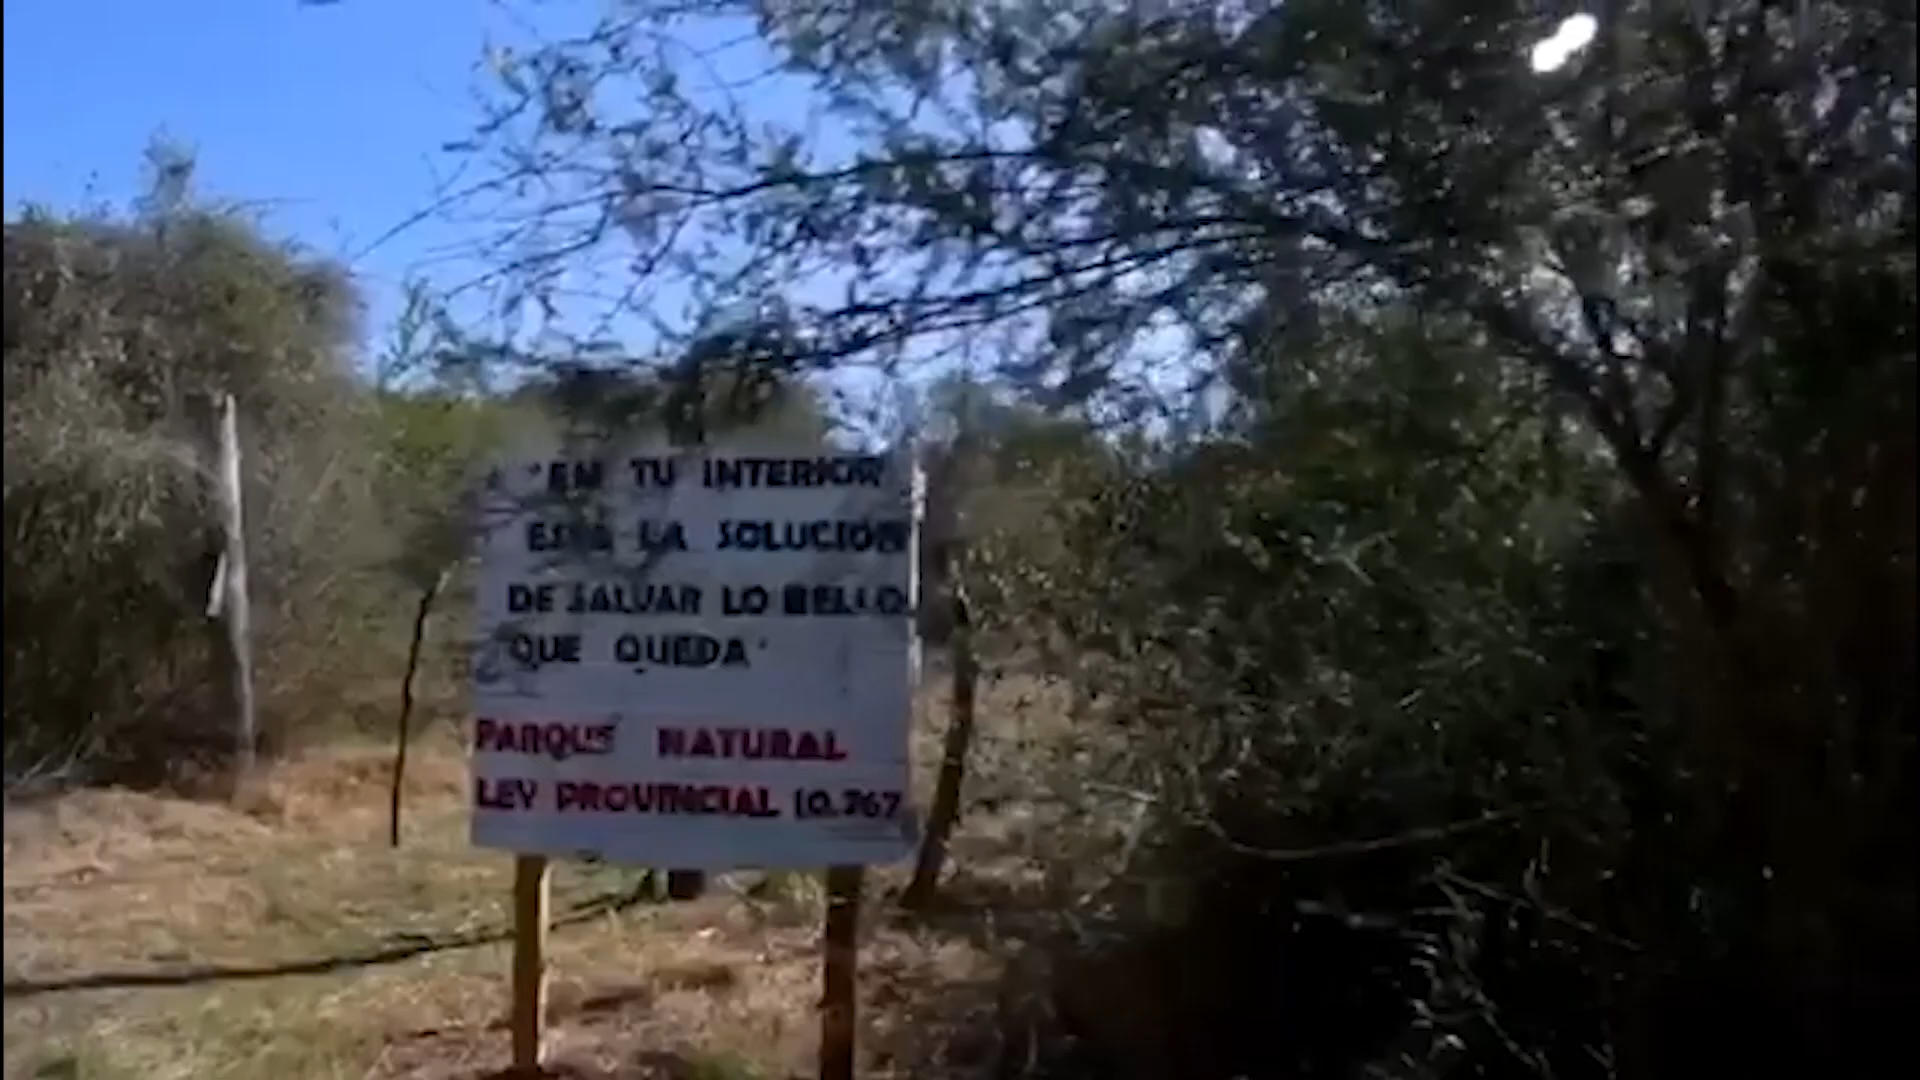 "EN TU INTERIOR
ESTA LA SOLUCION
DE SALVAR LO BELLO
QUE QUEDA"
PARQUE NATURAL
LEY PROVINCIAL 10.767